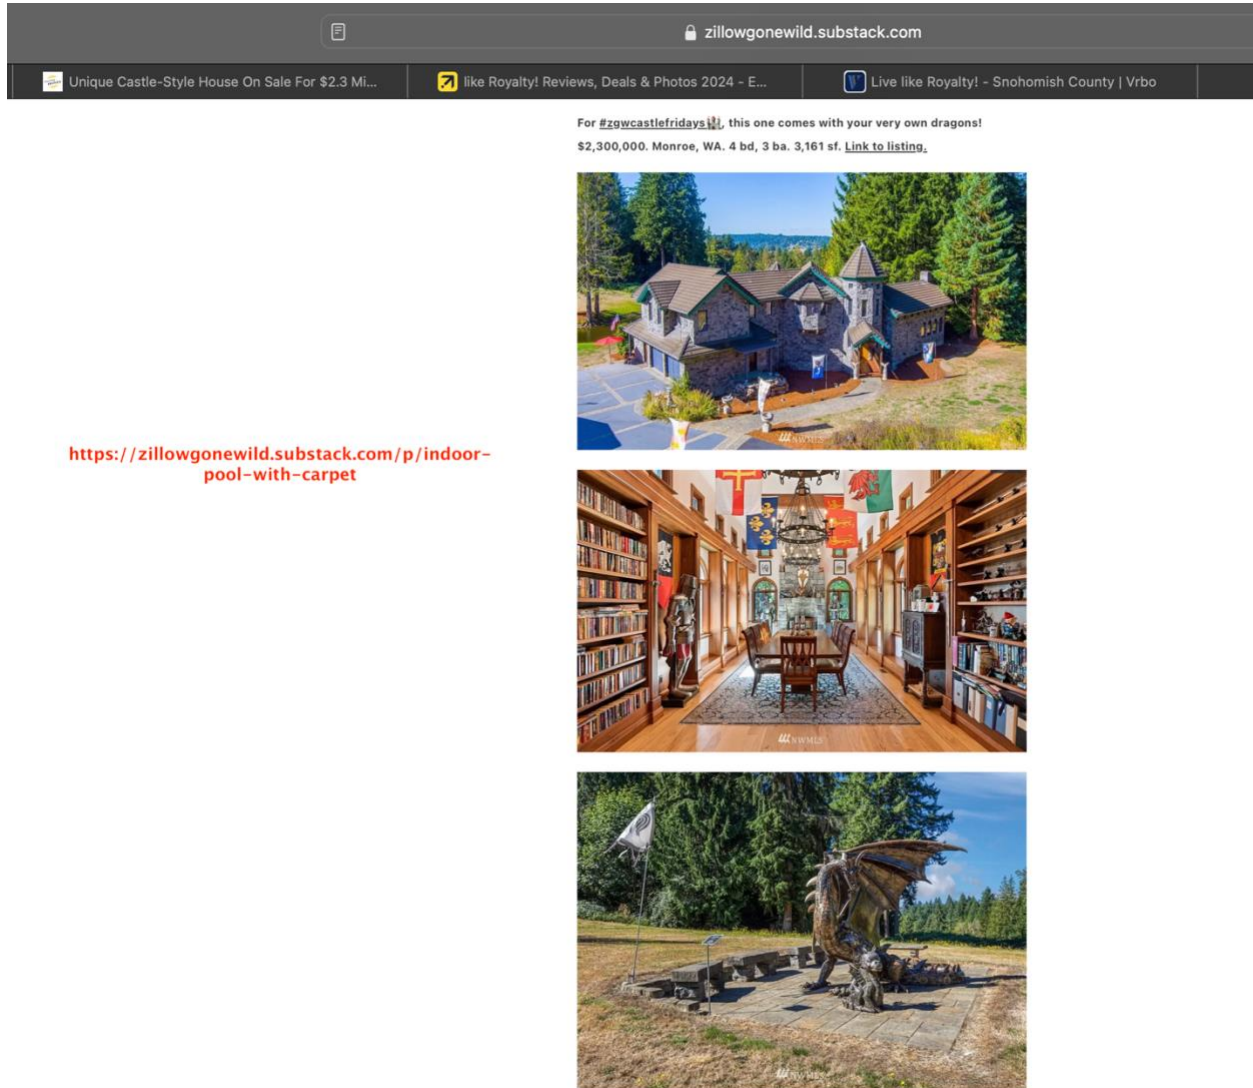 zillowgonewild.substack.com
Unique Castle-Style House On Sale For $2.3 Mi...
like Royalty! Reviews, Deals & Photos 2024 - E...
Live like Royalty! - Snohomish County | Vrbo
For #zgwcastlefridays🏰, this one comes with your very own dragons!
$2,300,000. Monroe, WA. 4 bd, 3 ba. 3,161 sf. Link to listing.
NWMLS
https://zillowgonewild.substack.com/p/indoor-
pool-with-carpet
NWMLS
NWMLS